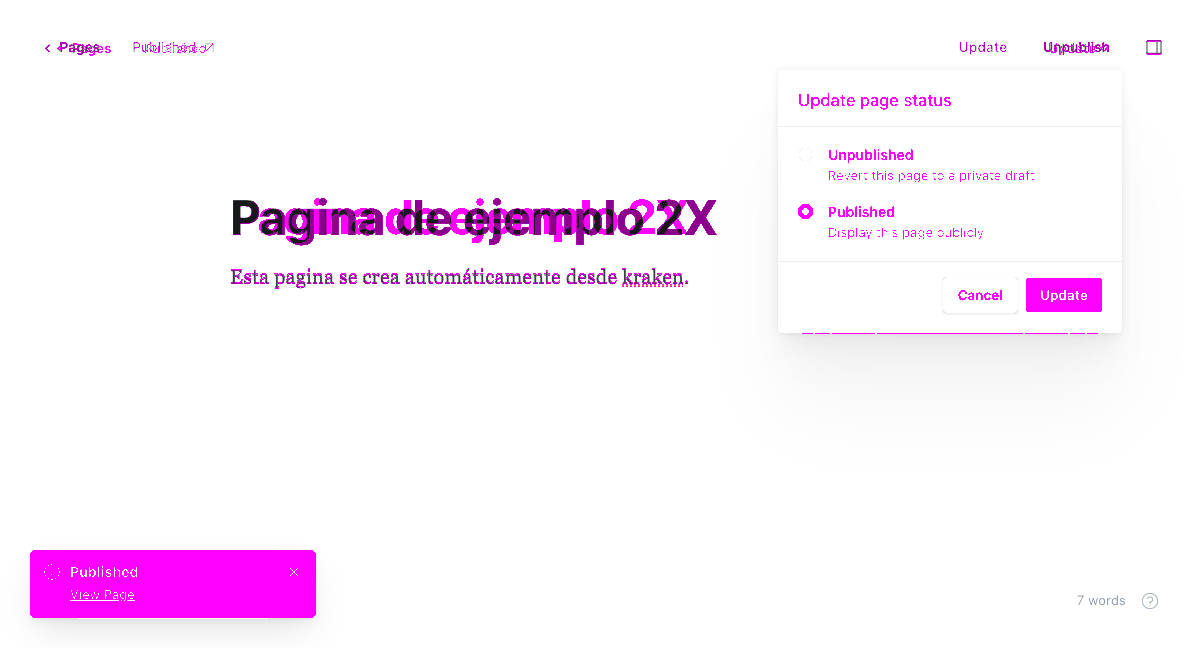 Pages
Published
Update
Unpublish
Update page status
Unpublished
Revert this page to a private draft
Published
Display this page publicly
Cancel
Update
Pagina de ejemplo 2X
Esta pagina se crea automáticamente desde kraken.
Published
View Page
7 words
?